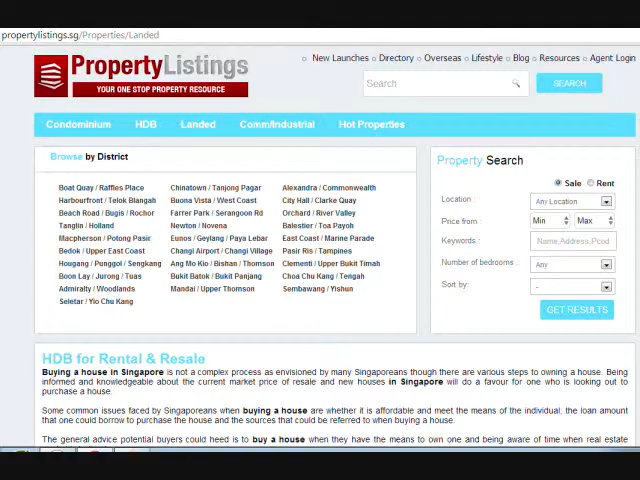 propertylistings.sg/Properties/Landed
PropertyListings
YOUR ONE STOP PROPERTY RESOURCE
New Launches Directory Overseas Lifestyle Blog Resources Agent Login
Search SEARCH
Condominium HDB Landed Comm/Industrial Hot Properties
Browse by District
Boat Quay / Raffles Place Chinatown / Tanjong Pagar Alexandra / Commonwealth
Harbourfront / Telok Blangah Buona Vista / West Coast City Hall / Clarke Quay
Beach Road / Bugis / Rochor Farrer Park / Serangoon Rd Orchard / River Valley
Tanglin / Holland Newton / Novena Balestier / Toa Payoh
Macpherson / Potong Pasir Eunos / Geylang / Paya Lebar East Coast / Marine Parade
Bedok / Upper East Coast Changi Airport / Changi Village Pasir Ris / Tampines
Hougang / Punggol / Sengkang Ang Mo Kio / Bishan / Thomson Clementi / Upper Bukit Timah
Boon Lay / Jurong / Tuas Bukit Batok / Bukit Panjang Choa Chu Kang / Tengah
Admiralty / Woodlands Mandai / Upper Thomson Sembawang / Yishun
Seletar / Yio Chu Kang
Property Search
Sale Rent
Location : Any Location
Price from : Min Max
Keywords : Name,Address,Pcod
Number of bedrooms : Any
Sort by : -
GET RESULTS
HDB for Rental & Resale
Buying a house in Singapore is not a complex process as envisioned by many Singaporeans though there are various steps to owning a house. Being
informed and knowledgeable about the current market price of resale and new houses in Singapore will do a favour for one who is looking out to
purchase a house.
Some common issues faced by Singaporeans when buying a house are whether it is affordable and meet the means of the individual; the loan amount
that one could borrow to purchase the house and the sources that could be referred to when buying a house.
The general advice potential buyers could heed is to buy a house when they have the means to own one and being aware of time when real estate